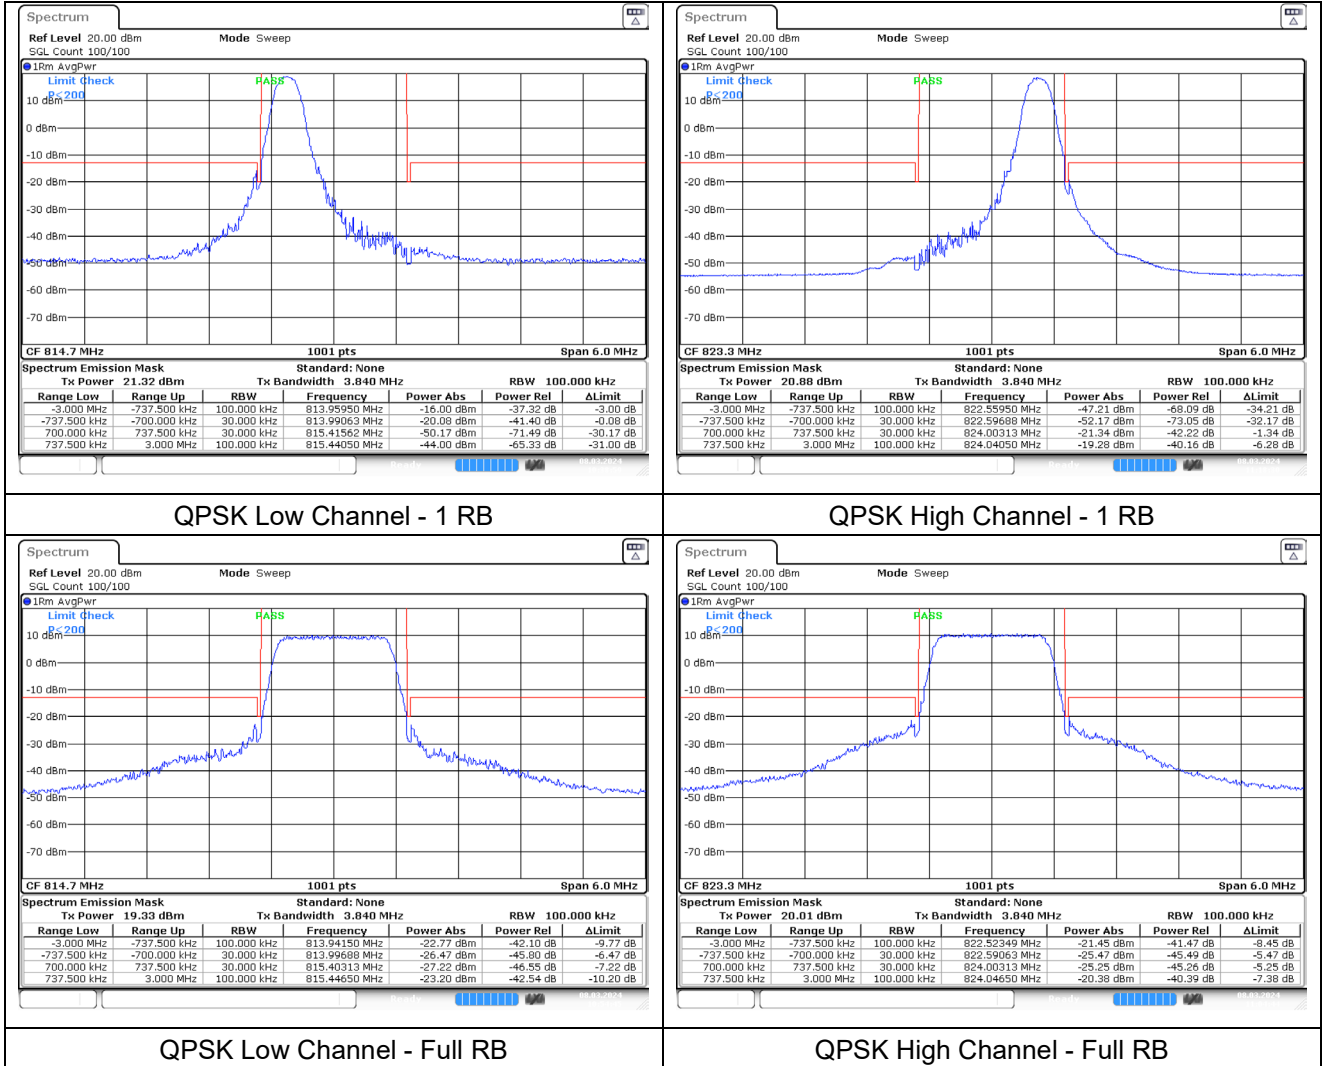 Spectrum
Ref Level 20.00 dBm Mode Sweep
SGL Count 100/100
1Rm AvgPwr
Limit Check PASS
P<200
10 dBm
0 dBm
-10 dBm
-20 dBm
-30 dBm
-40 dBm
-50 dBm
-60 dBm
-70 dBm
CF 814.7 MHz 1001 pts Span 6.0 MHz
Spectrum Emission Mask Standard: None
Tx Power 21.32 dBm Tx Bandwidth 3.840 MHz RBW 100.000 kHz
Range Low Range Up RBW Frequency Power Abs Power Rel ΔLimit
-3.000 MHz -737.500 kHz 100.000 kHz 813.95950 MHz -16.00 dBm -37.32 dB -3.00 dB
-737.500 kHz -700.000 kHz 30.000 kHz 813.99063 MHz -20.08 dBm -41.40 dB -0.08 dB
700.000 kHz 737.500 kHz 30.000 kHz 815.41562 MHz -50.17 dBm -71.49 dB -30.17 dB
737.500 kHz 3.000 MHz 100.000 kHz 815.44050 MHz -44.00 dBm -65.33 dB -31.00 dB
QPSK Low Channel - 1 RB
Spectrum
Ref Level 20.00 dBm Mode Sweep
SGL Count 100/100
1Rm AvgPwr
Limit Check PASS
P<200
10 dBm
0 dBm
-10 dBm
-20 dBm
-30 dBm
-40 dBm
-50 dBm
-60 dBm
-70 dBm
CF 823.3 MHz 1001 pts Span 6.0 MHz
Spectrum Emission Mask Standard: None
Tx Power 20.88 dBm Tx Bandwidth 3.840 MHz RBW 100.000 kHz
Range Low Range Up RBW Frequency Power Abs Power Rel ΔLimit
-3.000 MHz -737.500 kHz 100.000 kHz 822.55950 MHz -47.21 dBm -68.09 dB -34.21 dB
-737.500 kHz -700.000 kHz 30.000 kHz 822.59688 MHz -52.17 dBm -73.05 dB -32.17 dB
700.000 kHz 737.500 kHz 30.000 kHz 824.00313 MHz -21.34 dBm -42.22 dB -1.34 dB
737.500 kHz 3.000 MHz 100.000 kHz 824.04050 MHz -19.28 dBm -40.16 dB -6.28 dB
QPSK High Channel - 1 RB
Spectrum
Ref Level 20.00 dBm Mode Sweep
SGL Count 100/100
1Rm AvgPwr
Limit Check PASS
P<200
10 dBm
0 dBm
-10 dBm
-20 dBm
-30 dBm
-40 dBm
-50 dBm
-60 dBm
-70 dBm
CF 814.7 MHz 1001 pts Span 6.0 MHz
Spectrum Emission Mask Standard: None
Tx Power 19.33 dBm Tx Bandwidth 3.840 MHz RBW 100.000 kHz
Range Low Range Up RBW Frequency Power Abs Power Rel ΔLimit
-3.000 MHz -737.500 kHz 100.000 kHz 813.94150 MHz -22.77 dBm -42.10 dB -9.77 dB
-737.500 kHz -700.000 kHz 30.000 kHz 813.99688 MHz -26.47 dBm -45.80 dB -6.47 dB
700.000 kHz 737.500 kHz 30.000 kHz 815.40313 MHz -27.22 dBm -46.55 dB -7.22 dB
737.500 kHz 3.000 MHz 100.000 kHz 815.44650 MHz -23.20 dBm -42.54 dB -10.20 dB
QPSK Low Channel - Full RB
Spectrum
Ref Level 20.00 dBm Mode Sweep
SGL Count 100/100
1Rm AvgPwr
Limit Check PASS
P<200
10 dBm
0 dBm
-10 dBm
-20 dBm
-30 dBm
-40 dBm
-50 dBm
-60 dBm
-70 dBm
CF 823.3 MHz 1001 pts Span 6.0 MHz
Spectrum Emission Mask Standard: None
Tx Power 20.01 dBm Tx Bandwidth 3.840 MHz RBW 100.000 kHz
Range Low Range Up RBW Frequency Power Abs Power Rel ΔLimit
-3.000 MHz -737.500 kHz 100.000 kHz 822.52349 MHz -21.45 dBm -41.47 dB -8.45 dB
-737.500 kHz -700.000 kHz 30.000 kHz 822.59063 MHz -25.47 dBm -45.49 dB -5.47 dB
700.000 kHz 737.500 kHz 30.000 kHz 824.00313 MHz -25.25 dBm -45.26 dB -5.25 dB
737.500 kHz 3.000 MHz 100.000 kHz 824.04650 MHz -20.38 dBm -40.39 dB -7.38 dB
QPSK High Channel - Full RB